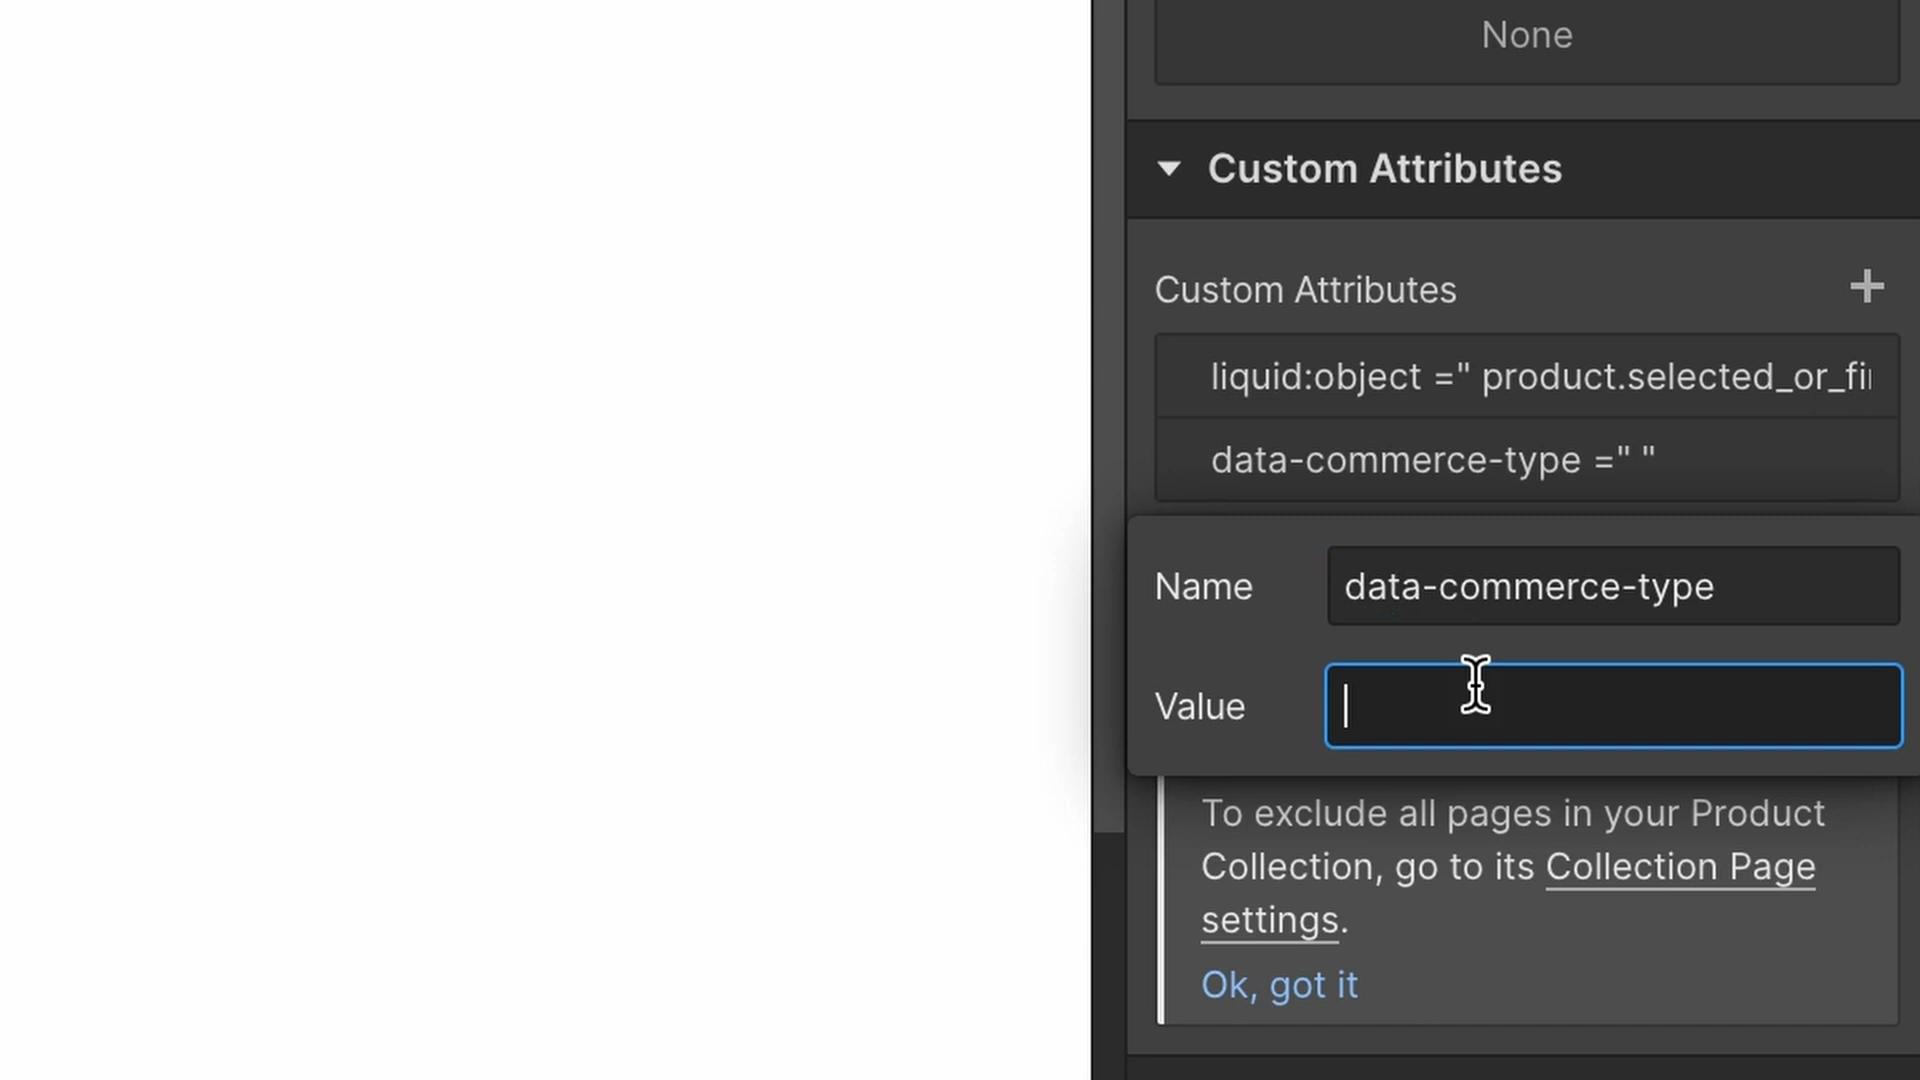 None
Custom Attributes
Custom Attributes
liquid:object =" product.selected_or_fi
data-commerce-type =" "
Name
data-commerce-type
Value
To exclude all pages in your Product
Collection, go to its Collection Page
settings.
Ok, got it